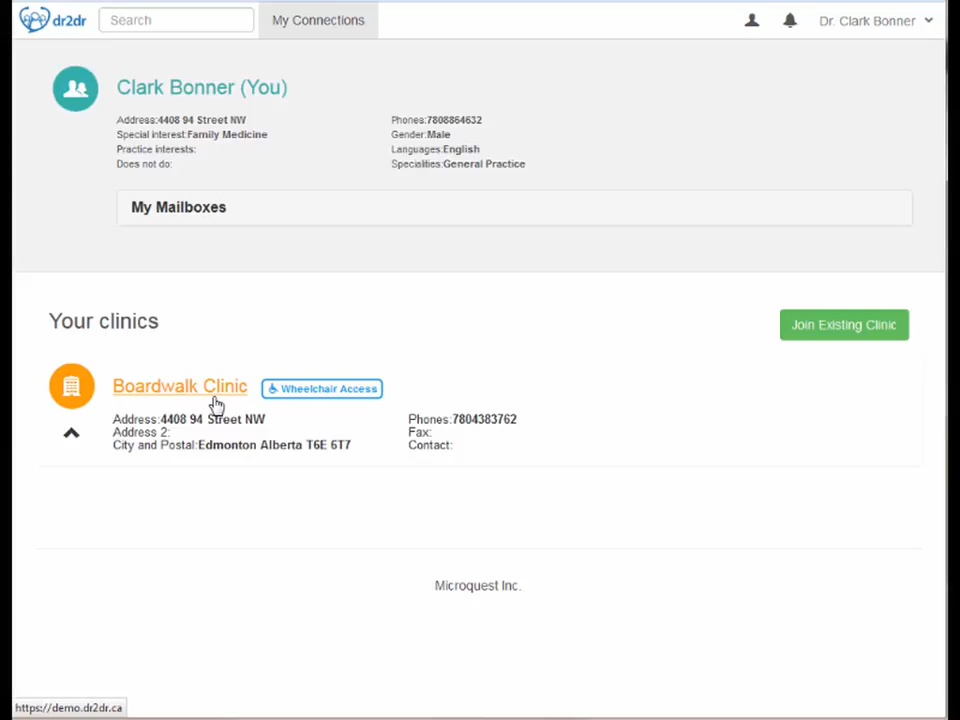 dr2dr Search My Connections Dr. Clark Bonner
Clark Bonner (You)
Address:4408 94 Street NW Phones:7808864632
Special interest:Family Medicine Gender:Male
Practice interests: Languages:English
Does not do: Specialities:General Practice
My Mailboxes
Your clinics Join Existing Clinic
Boardwalk Clinic Wheelchair Access
Address:4408 94 Street NW Phones:7804383762
Address 2: Fax:
City and Postal:Edmonton Alberta T6E 6T7 Contact:
Microquest Inc.
https://demo.dr2dr.ca